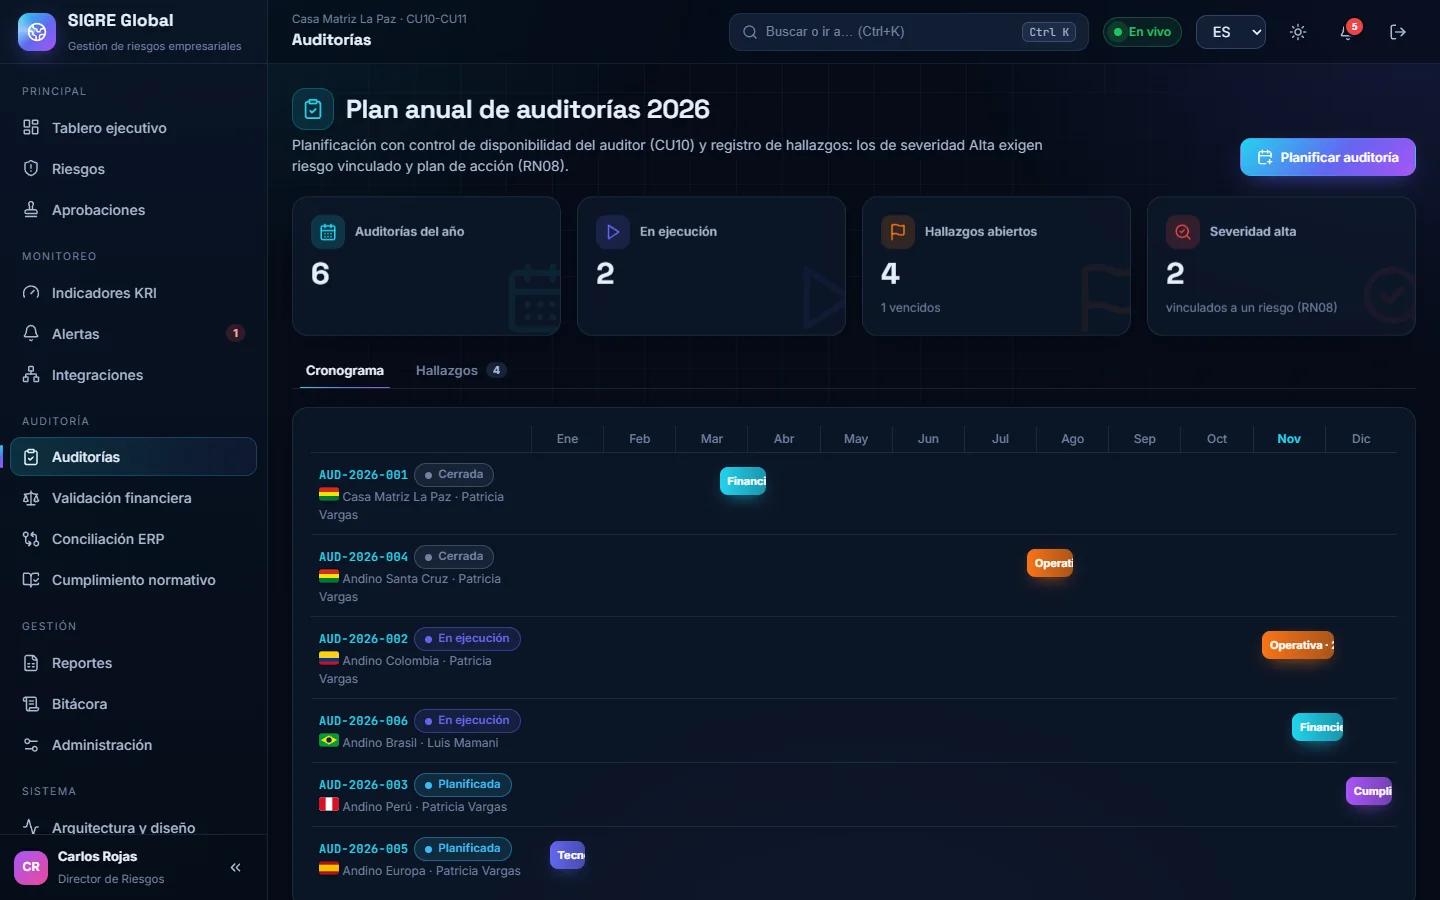 SIGRE Global
Gestión de riesgos empresariales
Casa Matriz La Paz · CU10-CU11
Auditorías
Buscar o ir a... (Ctrl+K)
Ctrl K
En vivo
ES
5
PRINCIPAL
Tablero ejecutivo
Riesgos
Aprobaciones
MONITOREO
Indicadores KRI
Alertas
1
Integraciones
AUDITORÍA
Auditorías
Validación financiera
Conciliación ERP
Cumplimiento normativo
GESTIÓN
Reportes
Bitácora
Administración
SISTEMA
Arquitectura y diseño
CR
Carlos Rojas
Director de Riesgos
Plan anual de auditorías 2026
Planificación con control de disponibilidad del auditor (CU10) y registro de hallazgos: los de severidad Alta exigen
riesgo vinculado y plan de acción (RN08).
Planificar auditoría
Auditorías del año
6
En ejecución
2
Hallazgos abiertos
4
1 vencidos
Severidad alta
2
vinculados a un riesgo (RN08)
Cronograma
Hallazgos 4
Ene Feb Mar Abr May Jun Jul Ago Sep Oct Nov Dic
AUD-2026-001 Cerrada
Casa Matriz La Paz · Patricia
Vargas
Financi
AUD-2026-004 Cerrada
Andino Santa Cruz · Patricia
Vargas
Operati
AUD-2026-002 En ejecución
Andino Colombia · Patricia
Vargas
Operativa ·
AUD-2026-006 En ejecución
Andino Brasil · Luis Mamani
Financie
AUD-2026-003 Planificada
Andino Perú · Patricia Vargas
Cumpli
AUD-2026-005 Planificada
Andino Europa · Patricia Vargas
Tecn